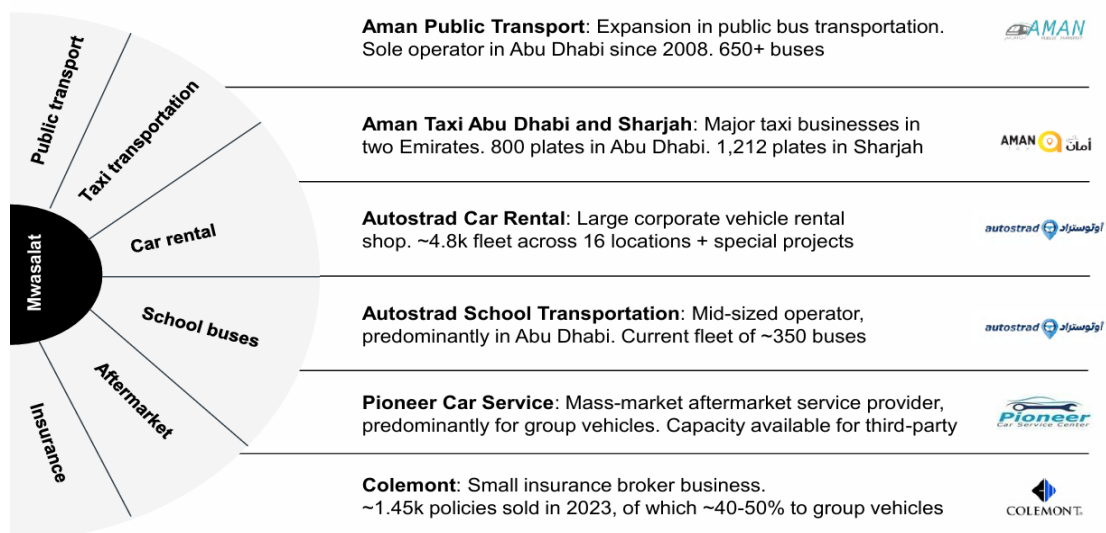 Public transport
Taxi transportation
Car rental
School buses
Aftermarket
Insurance
Mwasalat
Aman Public Transport: Expansion in public bus transportation.
Sole operator in Abu Dhabi since 2008. 650+ buses
AMAN
PUBLIC TRANSPORT
Aman Taxi Abu Dhabi and Sharjah: Major taxi businesses in
two Emirates. 800 plates in Abu Dhabi. 1,212 plates in Sharjah
AMAN
أمان
Autostrad Car Rental: Large corporate vehicle rental
shop. ~4.8k fleet across 16 locations + special projects
autostrad أوتوستراد
Autostrad School Transportation: Mid-sized operator,
predominantly in Abu Dhabi. Current fleet of ~350 buses
autostrad أوتوستراد
Pioneer Car Service: Mass-market aftermarket service provider,
predominantly for group vehicles. Capacity available for third-party
Pioneer
Car Service Center
Colemont: Small insurance broker business.
~1.45k policies sold in 2023, of which ~40-50% to group vehicles
COLEMONT